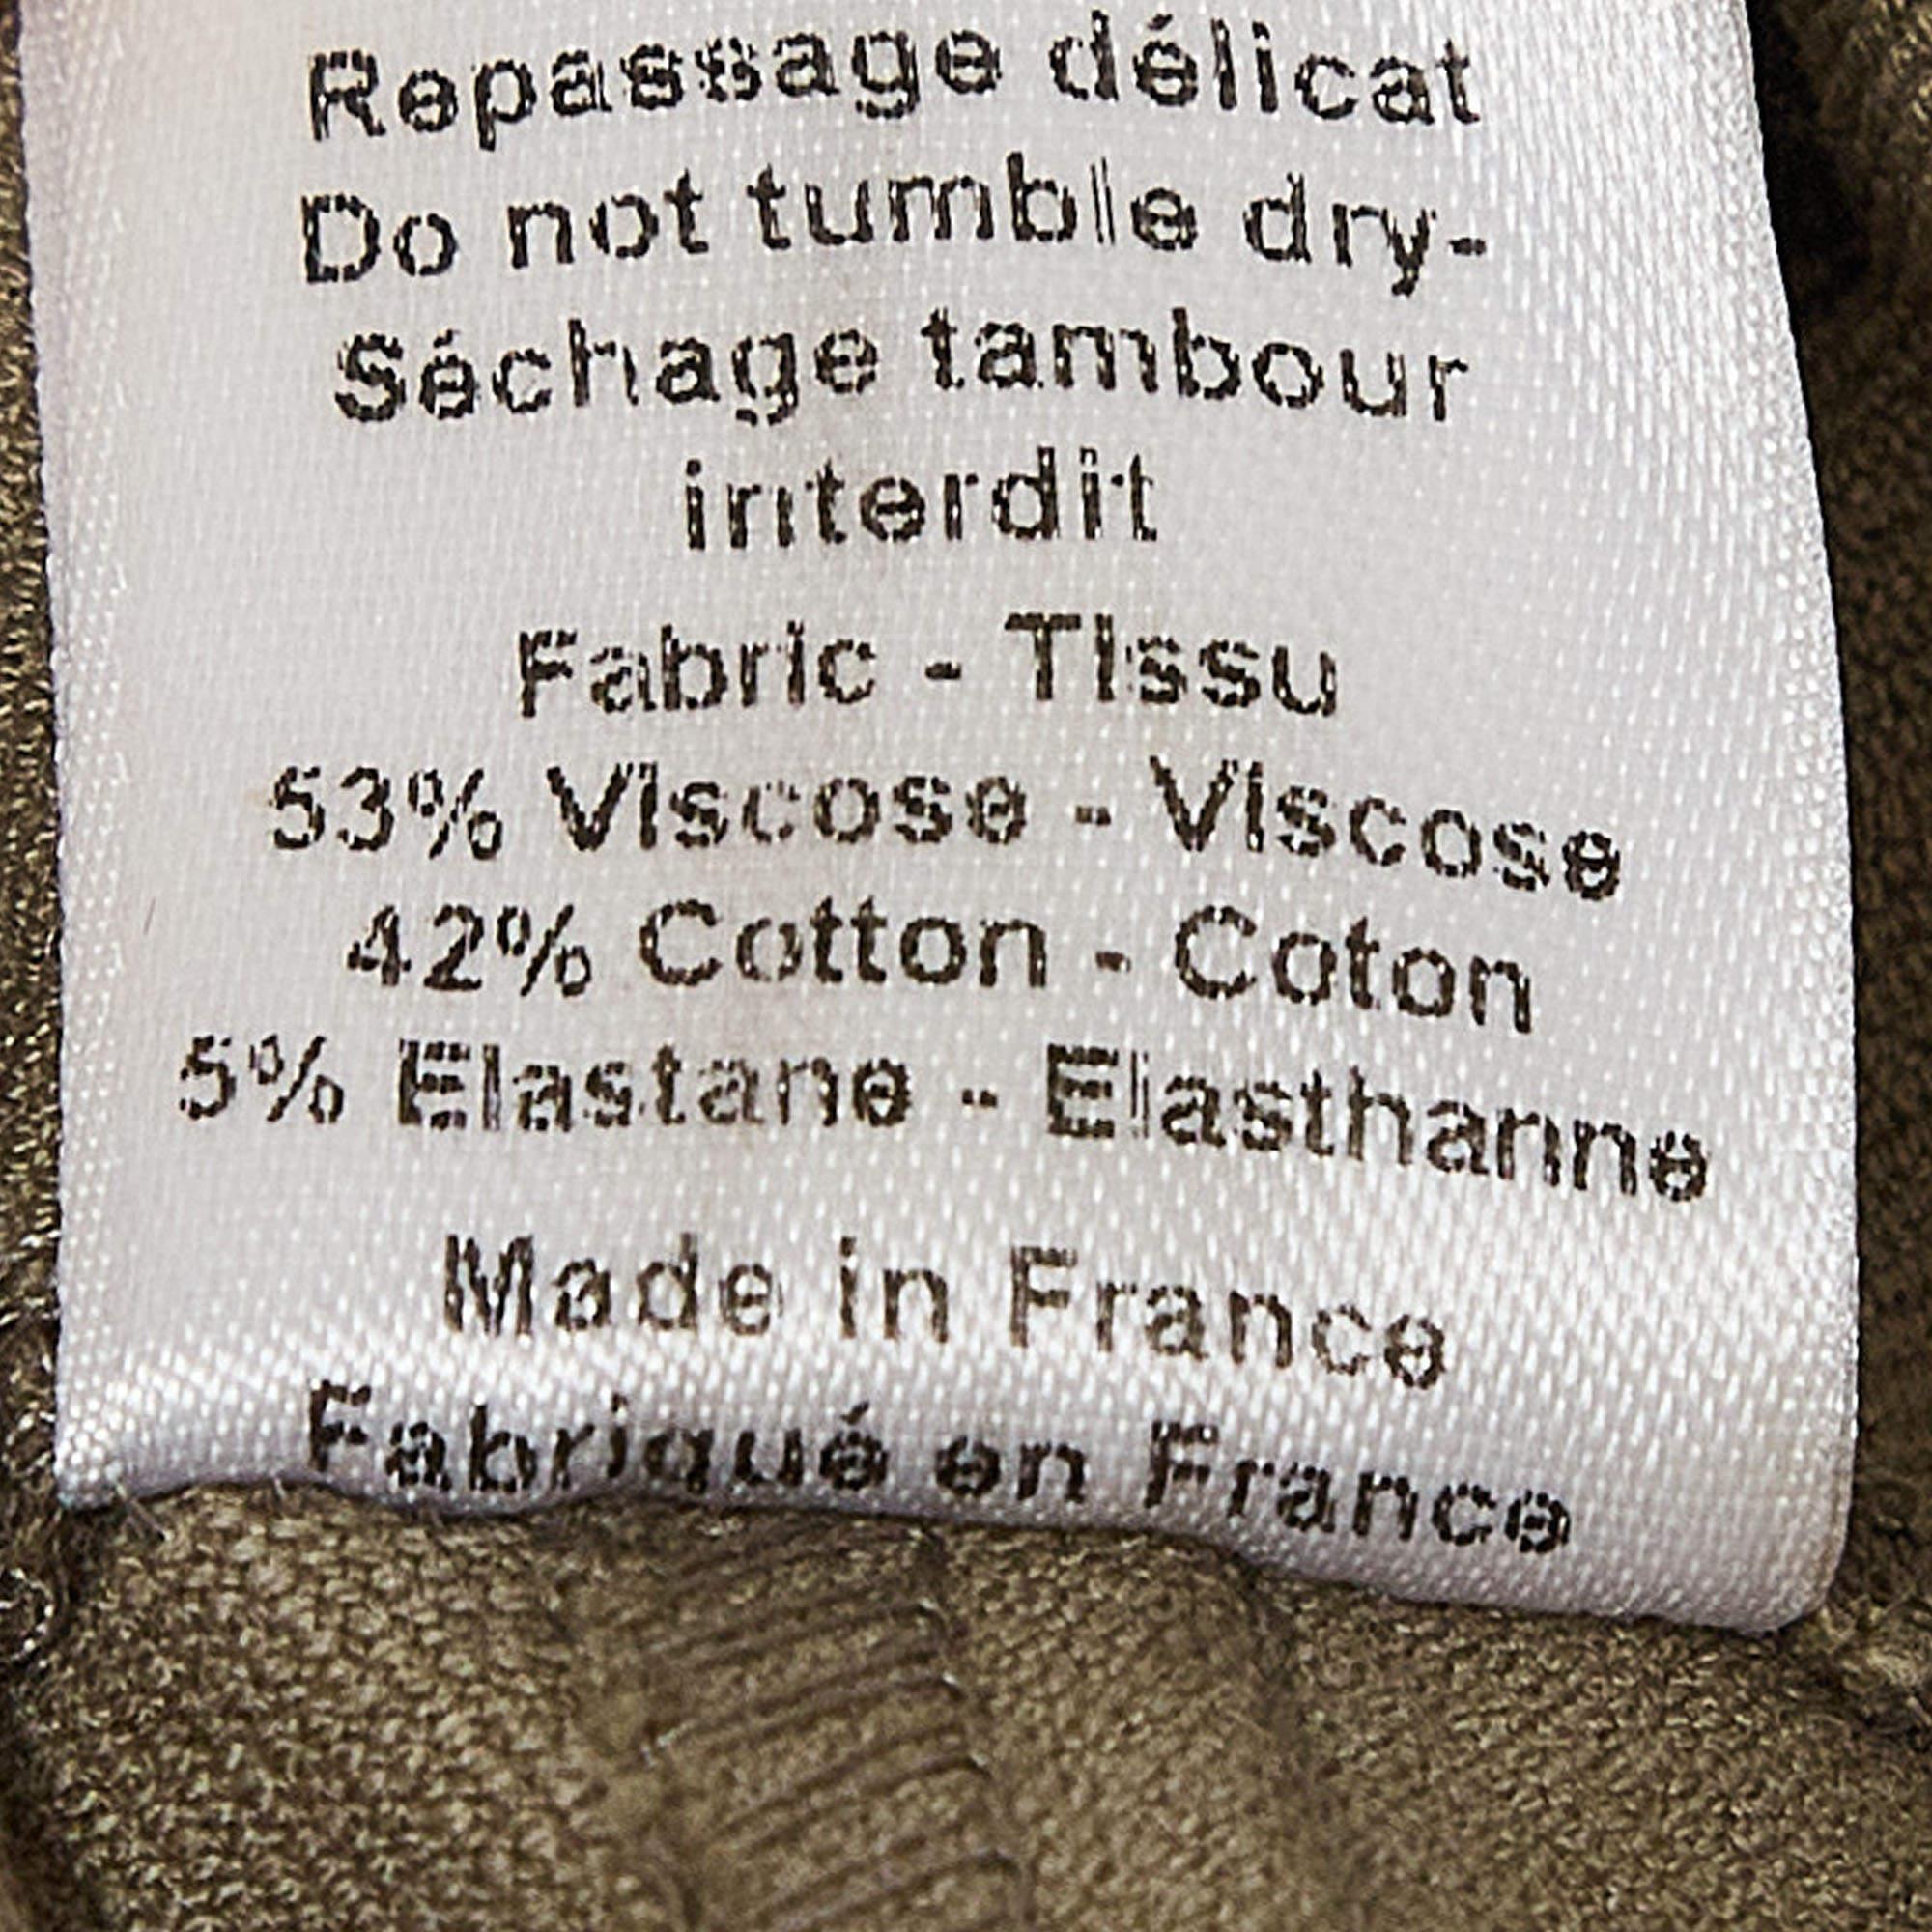 Repassage délicat
Do not tumble dry-
Séchage tambour
interdit
Fabric - Tissu
53% Viscose - Viscose
42% Cotton - Coton
5% Elastane - Elasthanne
Made in France
Fabriqué en France